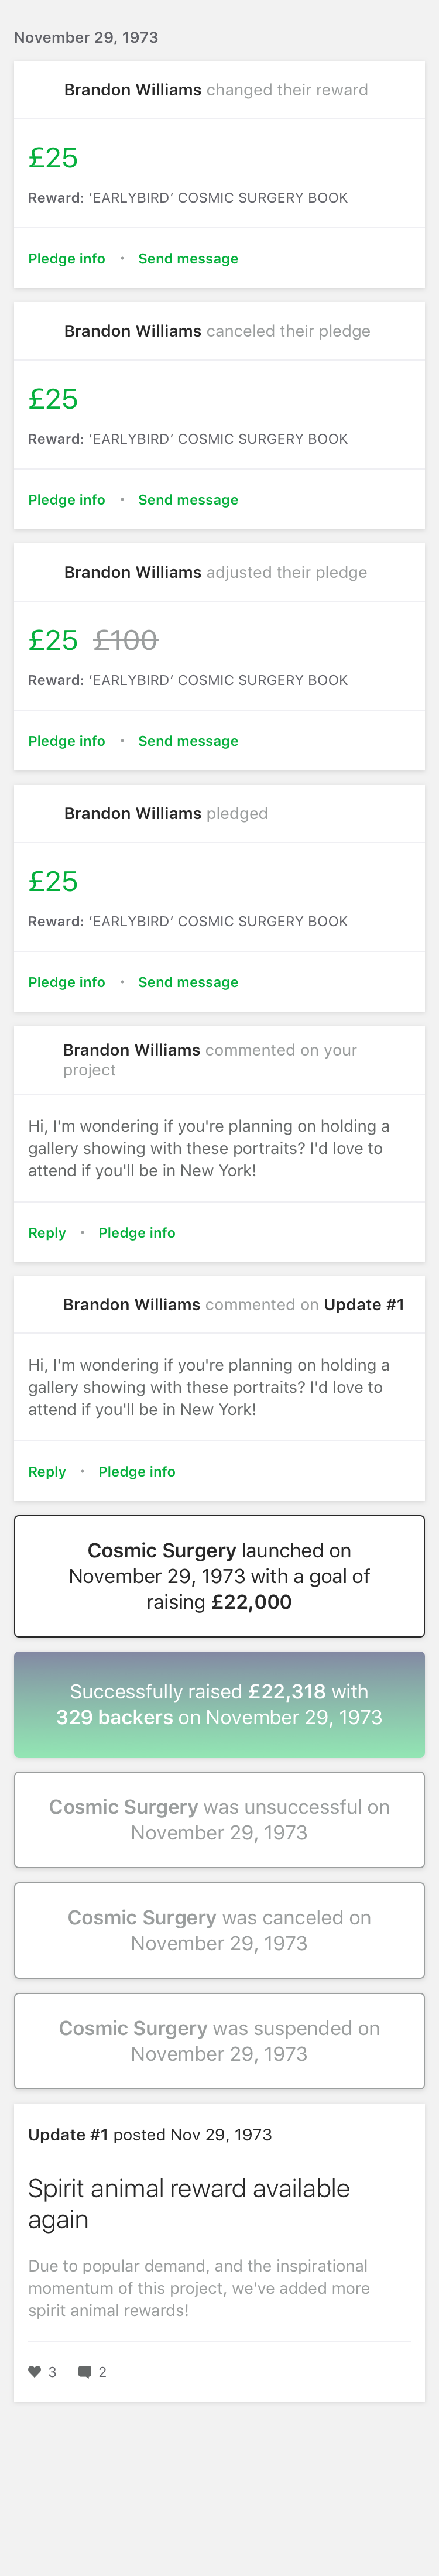 November 29, 1973
Brandon Williams changed their reward
£25
Reward: ‘EARLYBIRD’ COSMIC SURGERY BOOK
Pledge info • Send message
Brandon Williams canceled their pledge
£25
Reward: ‘EARLYBIRD’ COSMIC SURGERY BOOK
Pledge info • Send message
Brandon Williams adjusted their pledge
£25 £100
Reward: ‘EARLYBIRD’ COSMIC SURGERY BOOK
Pledge info • Send message
Brandon Williams pledged
£25
Reward: ‘EARLYBIRD’ COSMIC SURGERY BOOK
Pledge info • Send message
Brandon Williams commented on your
project
Hi, I'm wondering if you're planning on holding a
gallery showing with these portraits? I'd love to
attend if you'll be in New York!
Reply • Pledge info
Brandon Williams commented on Update #1
Hi, I'm wondering if you're planning on holding a
gallery showing with these portraits? I'd love to
attend if you'll be in New York!
Reply • Pledge info
Cosmic Surgery launched on
November 29, 1973 with a goal of
raising £22,000
Successfully raised £22,318 with
329 backers on November 29, 1973
Cosmic Surgery was unsuccessful on
November 29, 1973
Cosmic Surgery was canceled on
November 29, 1973
Cosmic Surgery was suspended on
November 29, 1973
Update #1 posted Nov 29, 1973
Spirit animal reward available
again
Due to popular demand, and the inspirational
momentum of this project, we've added more
spirit animal rewards!
3 2